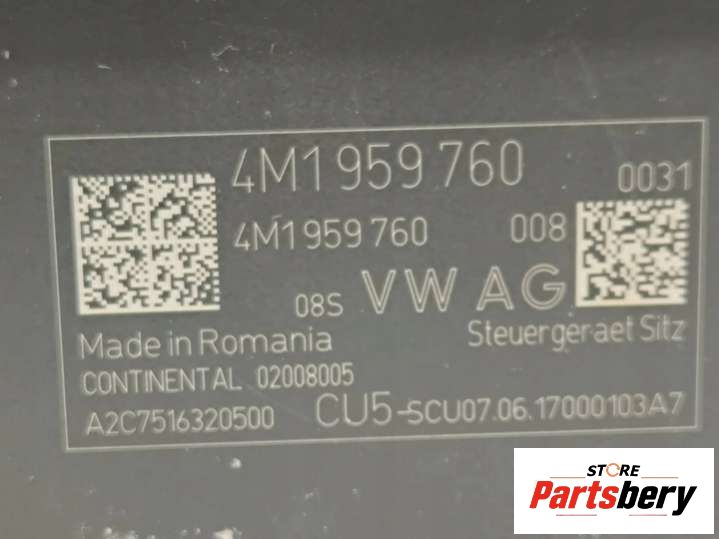 4M1 959 760
0031
4M1 959 760 008
08S VW AG
Made in Romania
Steuergeraet Sitz
CONTINENTAL 02008005
A2C7516320500 CU5-SCU07.06.17000103A7
STORE
Partsbery